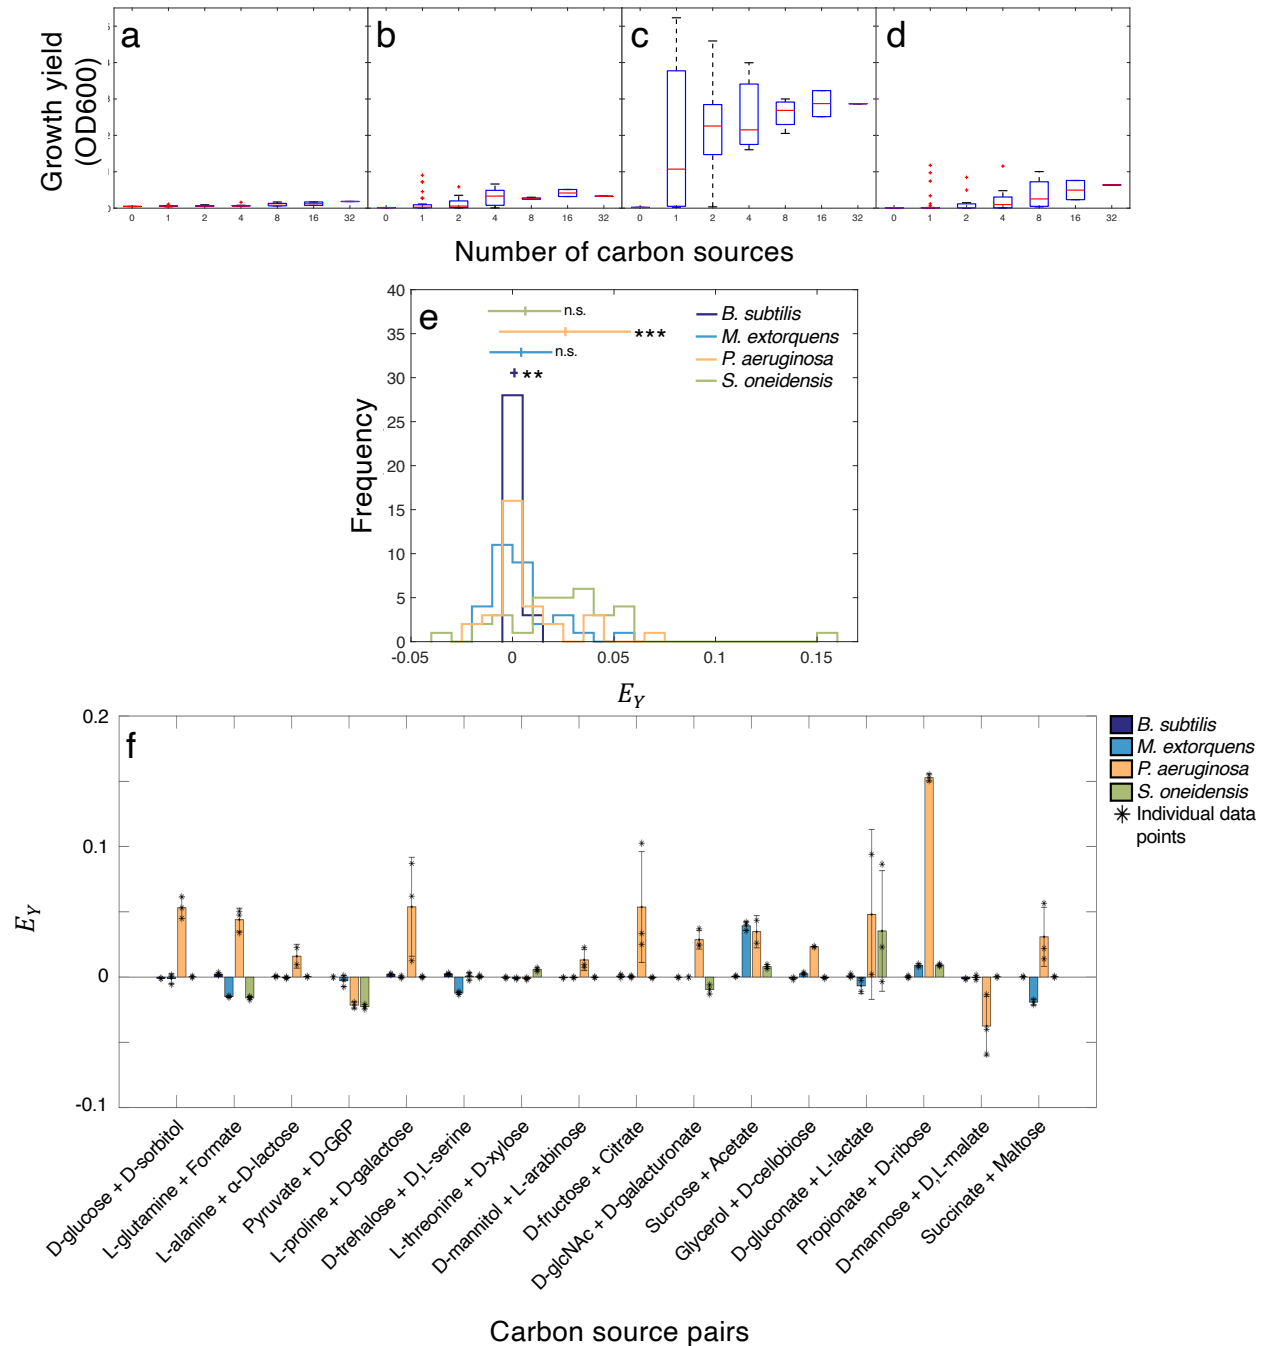 a
b
c
d
Growth yield
(OD600)
0 1 2 4 8 16 32
0 1 2 4 8 16 32
0 1 2 4 8 16 32
0 1 2 4 8 16 32
Number of carbon sources
e
40
35
30
25
20
15
10
5
0
Frequency
n.s.
***
n.s.
**
B. subtilis
M. extorquens
P. aeruginosa
S. oneidensis
-0.05 0 0.05 0.1 0.15
E_Y
f
0.2
0.1
0
-0.1
E_Y
B. subtilis
M. extorquens
P. aeruginosa
S. oneidensis
Individual data
points
D-glucose + D-sorbitol
L-glutamine + Formate
L-alanine + α-D-lactose
Pyruvate + D-G6P
L-proline + D-galactose
D-trehalose + D,L-serine
L-threonine + D-xylose
D-mannitol + L-arabinose
D-fructose + Citrate
D-glcNAc + D-galacturonate
Sucrose + Acetate
Glycerol + D-cellobiose
D-gluconate + L-lactate
Propionate + D-ribose
D-mannose + D,L-malate
Succinate + Maltose
Carbon source pairs